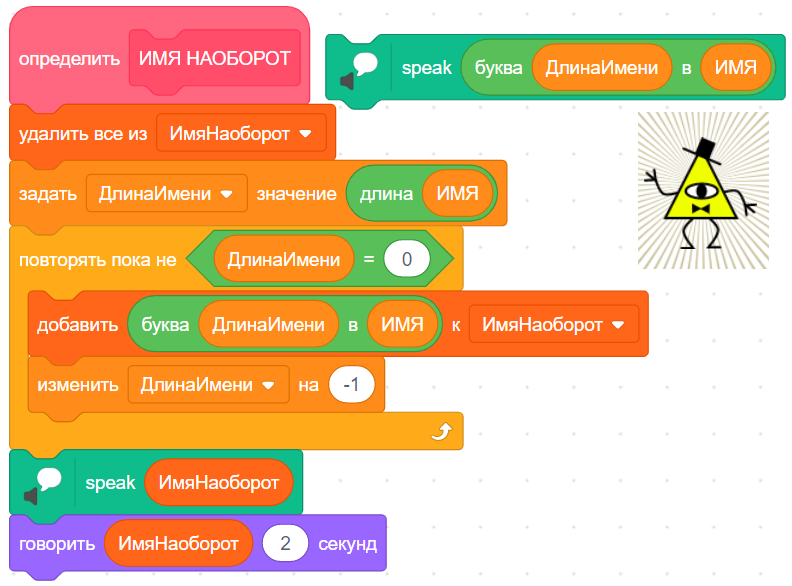 определить ИМЯ НАОБОРОТ
speak буква ДлинаИмени в ИМЯ
удалить все из ИмяНаоборот
задать ДлинаИмени значение длина ИМЯ
повторять пока не ДлинаИмени = 0
добавить буква ДлинаИмени в ИМЯ к ИмяНаоборот
изменить ДлинаИмени на -1
speak ИмяНаоборот
говорить ИмяНаоборот 2 секунд